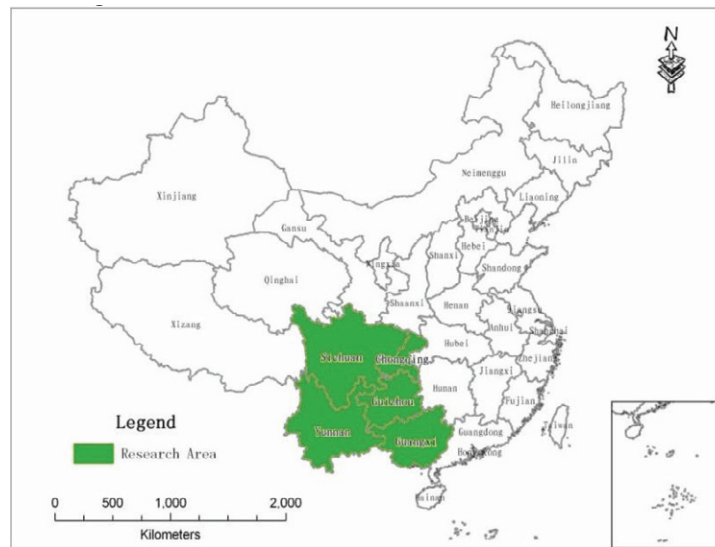 N
Heilongjiang
Jilin
Neimenggu
Liaoning
Xinjiang
Beijing
Tianjin
Gansu
Hebei
Shanxi
Ningxia
Shandong
Qinghai
Shaanxi
Henan
Jiangsu
Xizang
Anhui
Shanghai
Hubei
Sichuan
Chongqing
Zhejiang
Jiangxi
Hunan
Guizhou
Fujian
Legend
Yunnan
Guangxi
Guangdong
Taiwan
Research Area
Hongkong
Hainan
0 500 1,000 2,000
Kilometers